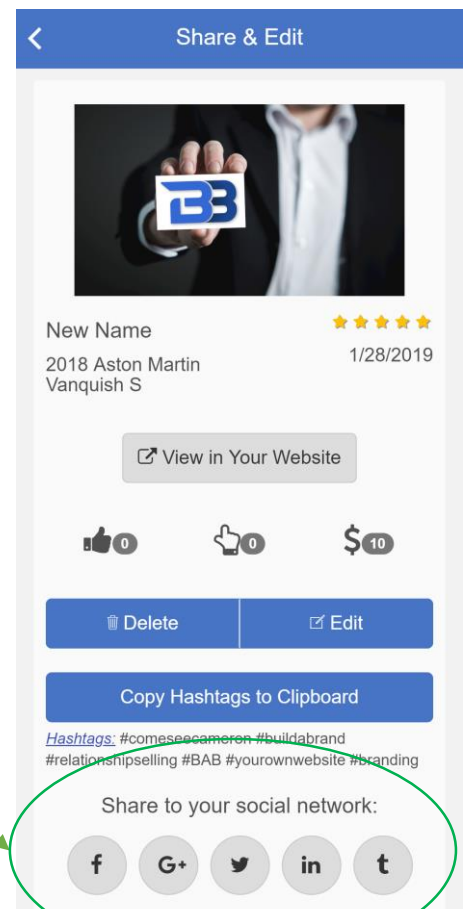 Share & Edit
B3
New Name
2018 Aston Martin
Vanquish S
1/28/2019
View in Your Website
0
0
$ 10
Delete
Edit
Copy Hashtags to Clipboard
Hashtags: #comeseecameron #buildabrand
#relationshipselling #BAB #yourownwebsite #branding
Share to your social network:
f G+ in t